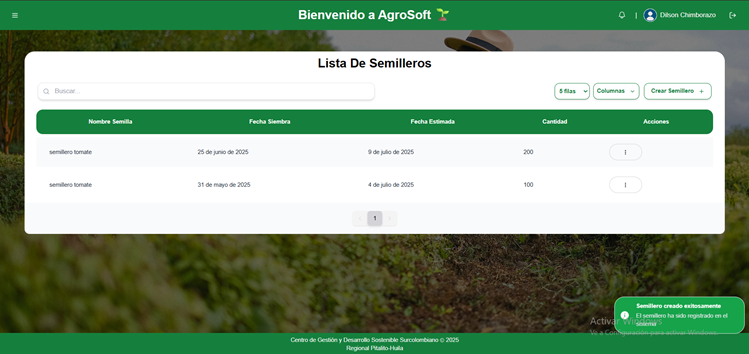 Bienvenido a AgroSoft
| Dilson Chimborazo
Lista De Semilleros
Buscar...
5 filas
Columnas
Crear Semillero +
Nombre Semilla Fecha Siembra Fecha Estimada Cantidad Acciones
semillero tomate 25 de junio de 2025 9 de julio de 2025 200
semillero tomate 31 de mayo de 2025 4 de julio de 2025 100
1
Semillero creado exitosamente
El semillero ha sido registrado en el
sistema
Activar Windows
Ve a Configuración para activar Windows.
Centro de Gestión y Desarrollo Sostenible Surcolombiano © 2025
Regional Pitalito-Huila